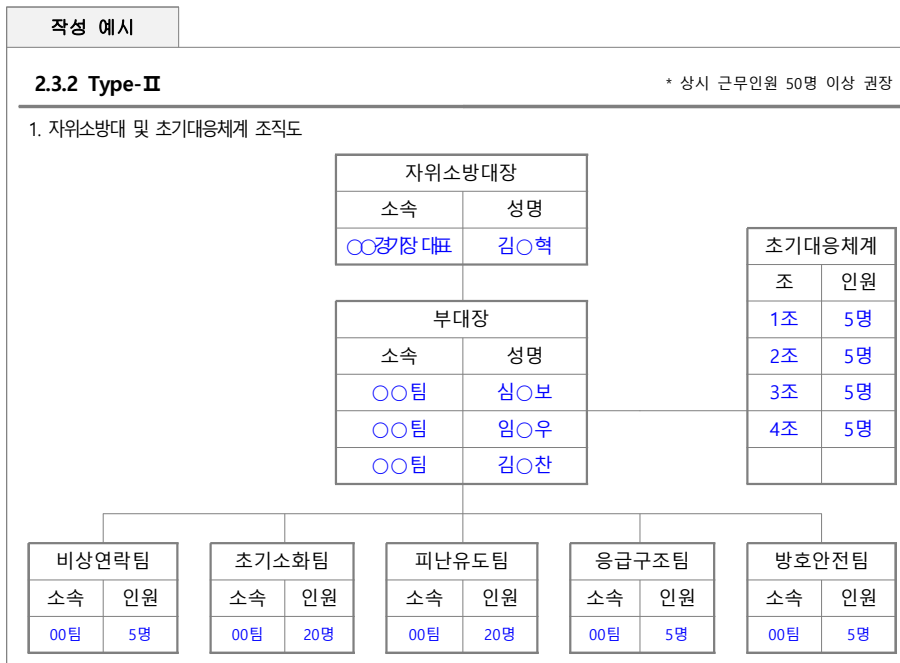 작성 예시
2.3.2 Type-Ⅱ
* 상시 근무인원 50명 이상 권장
1. 자위소방대 및 초기대응체계 조직도
자위소방대장
소속 성명
○○경기장 대표 김○혁
초기대응체계
조 인원
1조 5명
2조 5명
3조 5명
4조 5명
부대장
소속 성명
○○팀 심○보
○○팀 임○우
○○팀 김○찬
비상연락팀
소속 인원
00팀 5명
초기소화팀
소속 인원
00팀 20명
피난유도팀
소속 인원
00팀 20명
응급구조팀
소속 인원
00팀 5명
방호안전팀
소속 인원
00팀 5명